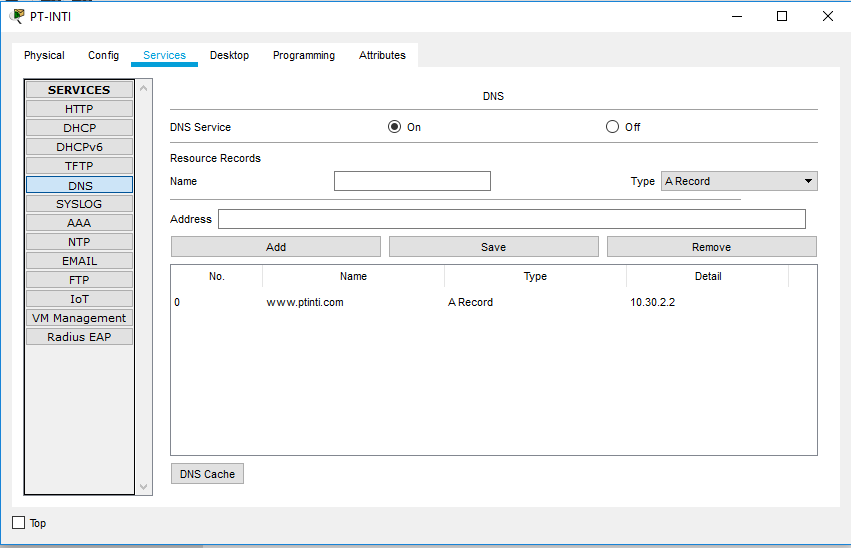 PT-INTI
Physical Config Services Desktop Programming Attributes
SERVICES
HTTP
DHCP
DHCPv6
TFTP
DNS
SYSLOG
AAA
NTP
EMAIL
FTP
IoT
VM Management
Radius EAP
DNS
DNS Service On Off
Resource Records
Name Type A Record
Address
Add Save Remove
No. Name Type Detail
0 www.ptinti.com A Record 10.30.2.2
DNS Cache
Top